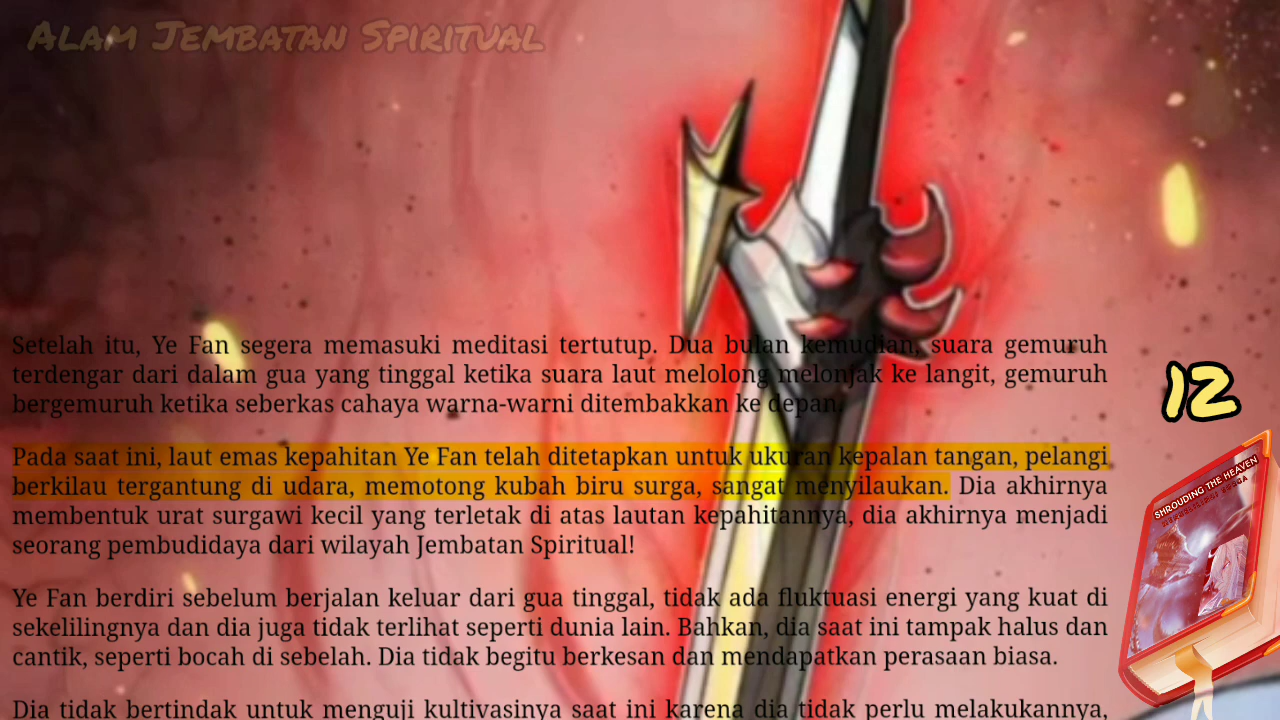 Alam Jembatan Spiritual
Setelah itu, Ye Fan segera memasuki meditasi tertutup. Dua bulan kemudian, suara gemuruh
terdengar dari dalam gua yang tinggal ketika suara laut melolong melonjak ke langit, gemuruh
bergemuruh ketika seberkas cahaya warna-warni ditembakkan ke depan.
Pada saat ini, laut emas kepahitan Ye Fan telah ditetapkan untuk ukuran kepalan tangan, pelangi
berkilau tergantung di udara, memotong kubah biru surga, sangat menyilaukan. Dia akhirnya
membentuk urat surgawi kecil yang terletak di atas lautan kepahitannya, dia akhirnya menjadi
seorang pembudidaya dari wilayah Jembatan Spiritual!
Ye Fan berdiri sebelum berjalan keluar dari gua tinggal, tidak ada fluktuasi energi yang kuat di
sekelilingnya dan dia juga tidak terlihat seperti dunia lain. Bahkan, dia saat ini tampak halus dan
cantik, seperti bocah di sebelah. Dia tidak begitu berkesan dan mendapatkan perasaan biasa.
Dia tidak bertindak untuk menguji kultivasinya saat ini karena dia tidak perlu melakukannya,
12
SHROUDING THE HEAVEN